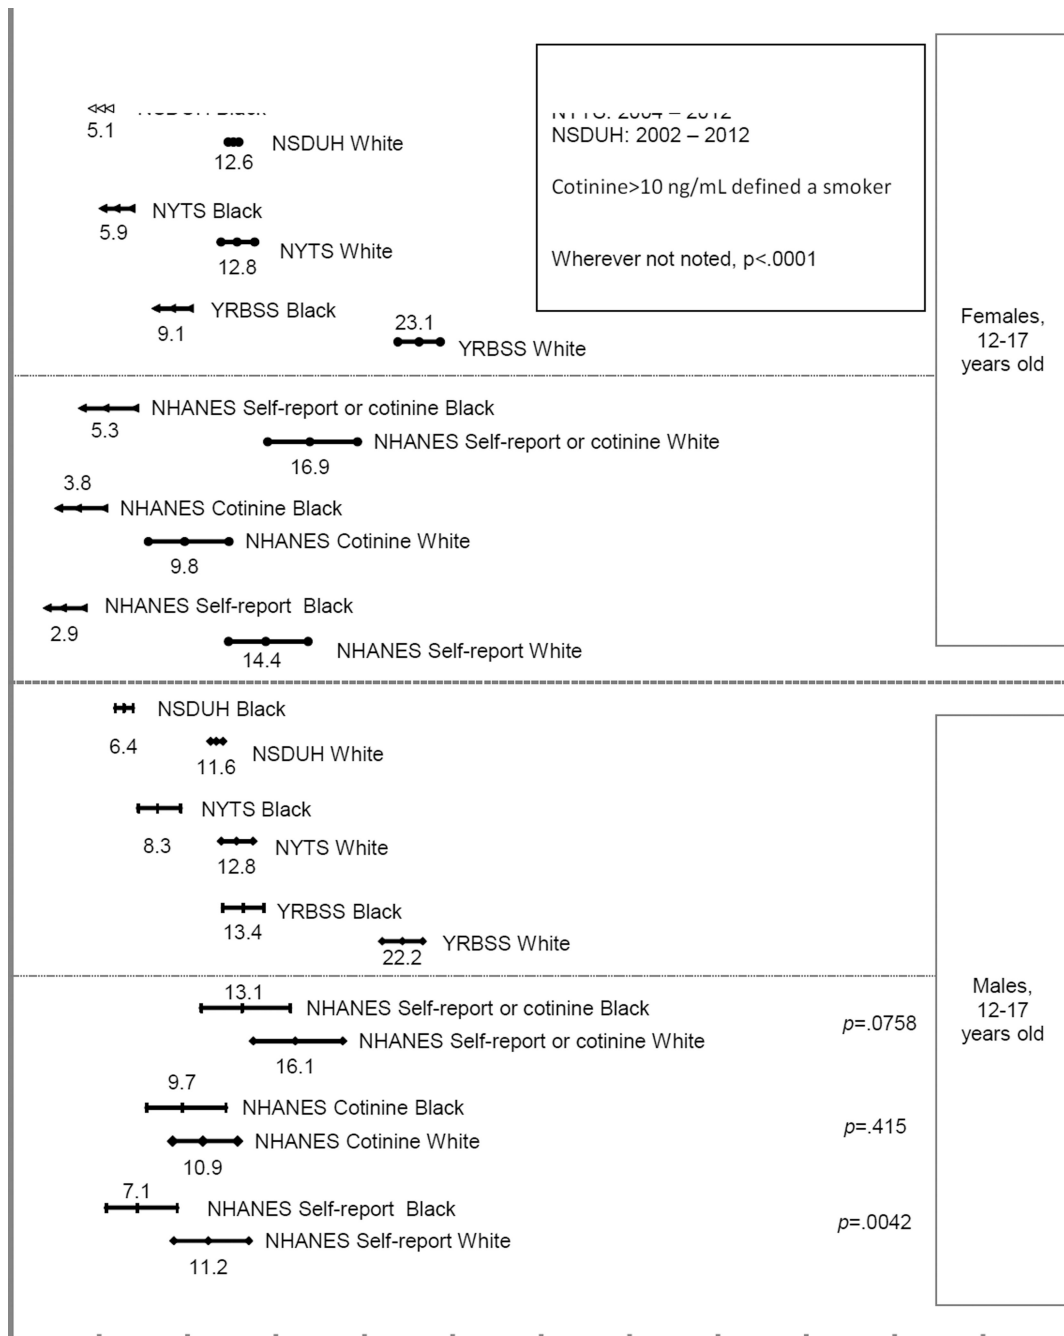 5.1
NSDUH White
12.6
NYTS Black
5.9
NYTS White
12.8
YRBSS Black
9.1
23.1
YRBSS White
NSDUH: 2002 – 2012
Cotinine>10 ng/mL defined a smoker
Wherever not noted, p<.0001
Females,
12-17
years old
NHANES Self-report or cotinine Black
5.3
NHANES Self-report or cotinine White
16.9
3.8
NHANES Cotinine Black
NHANES Cotinine White
9.8
NHANES Self-report  Black
2.9
NHANES Self-report White
14.4
NSDUH Black
6.4
NSDUH White
11.6
NYTS Black
8.3
NYTS White
12.8
YRBSS Black
13.4
YRBSS White
22.2
13.1
NHANES Self-report or cotinine Black
p=.0758
NHANES Self-report or cotinine White
16.1
9.7
NHANES Cotinine Black
p=.415
NHANES Cotinine White
10.9
7.1
NHANES Self-report  Black
p=.0042
NHANES Self-report White
11.2
Males,
12-17
years old